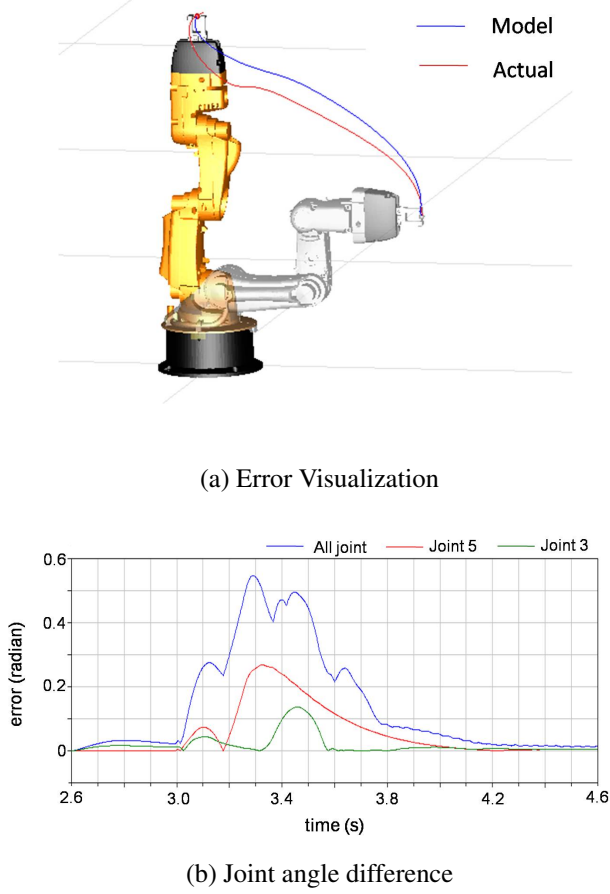 Model
Actual
(a) Error Visualization
All joint Joint 5 Joint 3
0.6
0.4
0.2
0
error (radian)
2.6 3.0 3.4 3.8 4.2 4.6
time (s)
(b) Joint angle difference